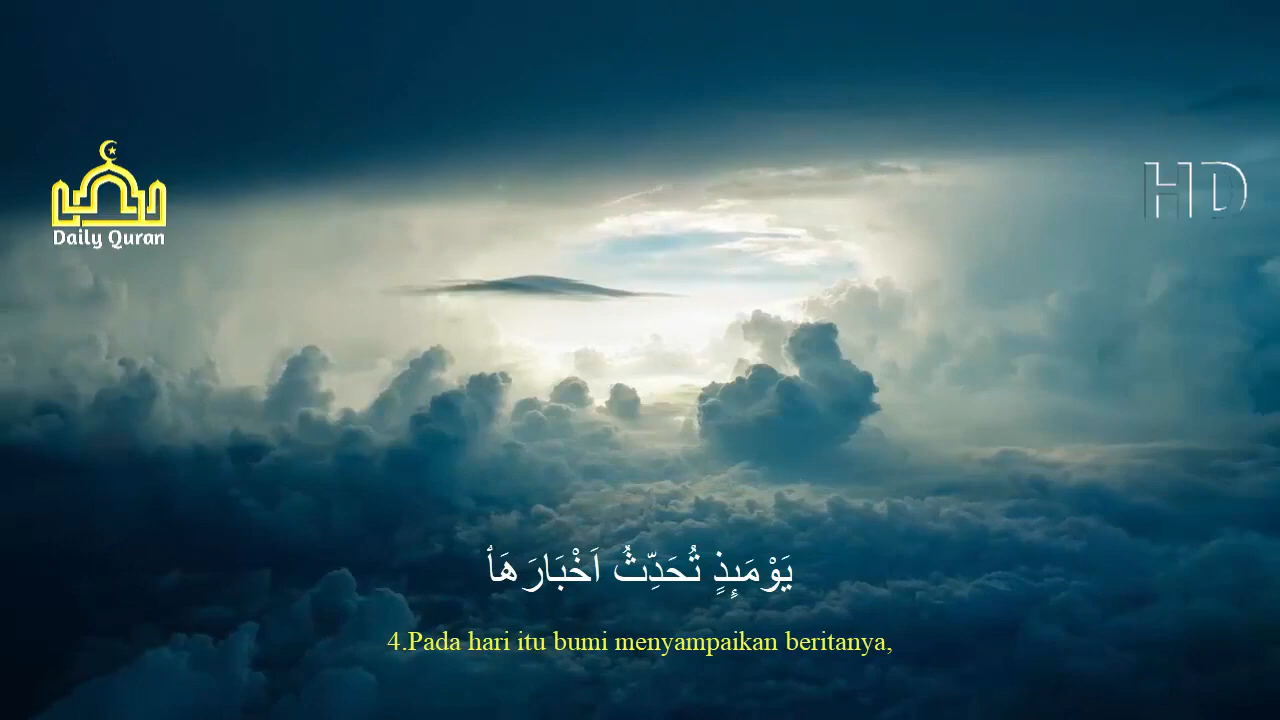 Daily Quran
HD
يَوْمَىِٕذٍ تُحَدِّثُ اَخْبَارَهَاۙ
4.Pada hari itu bumi menyampaikan beritanya,